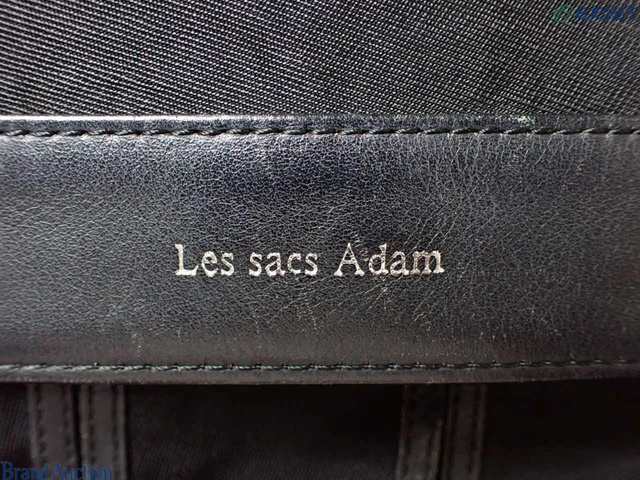 Les sacs Adam
Brand Auction